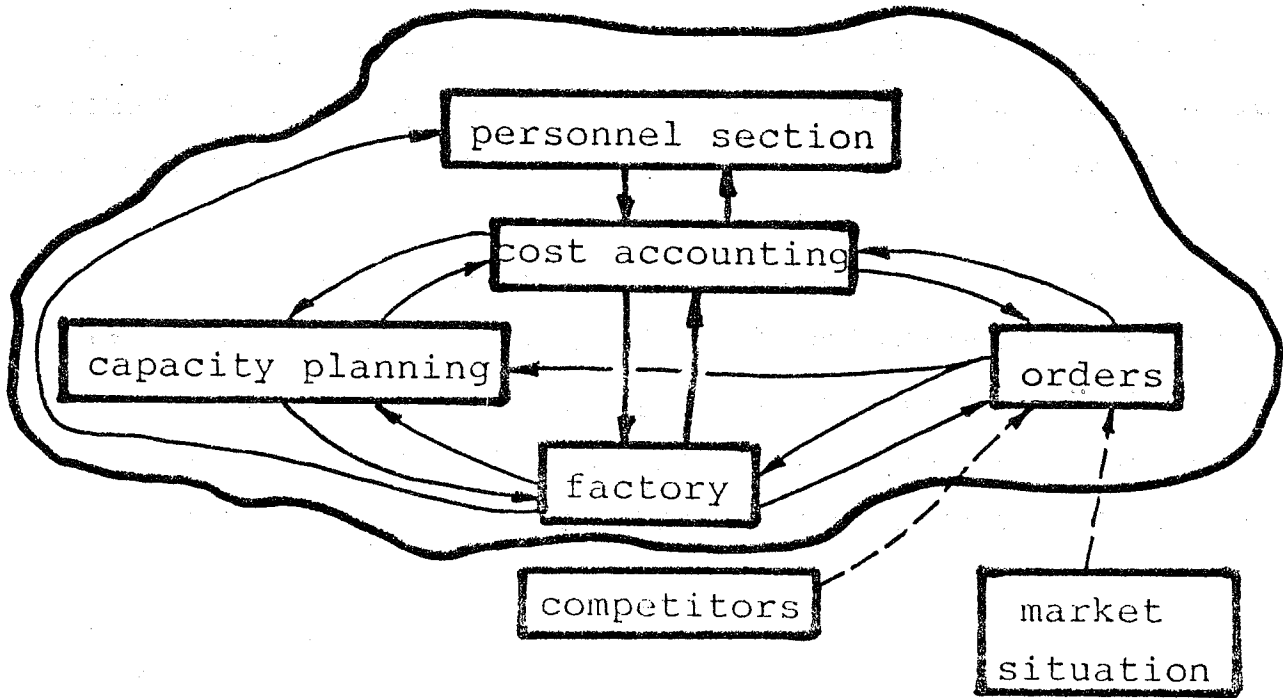 personnel section
cost accounting
capacity planning
orders
factory
competitors
market
situation